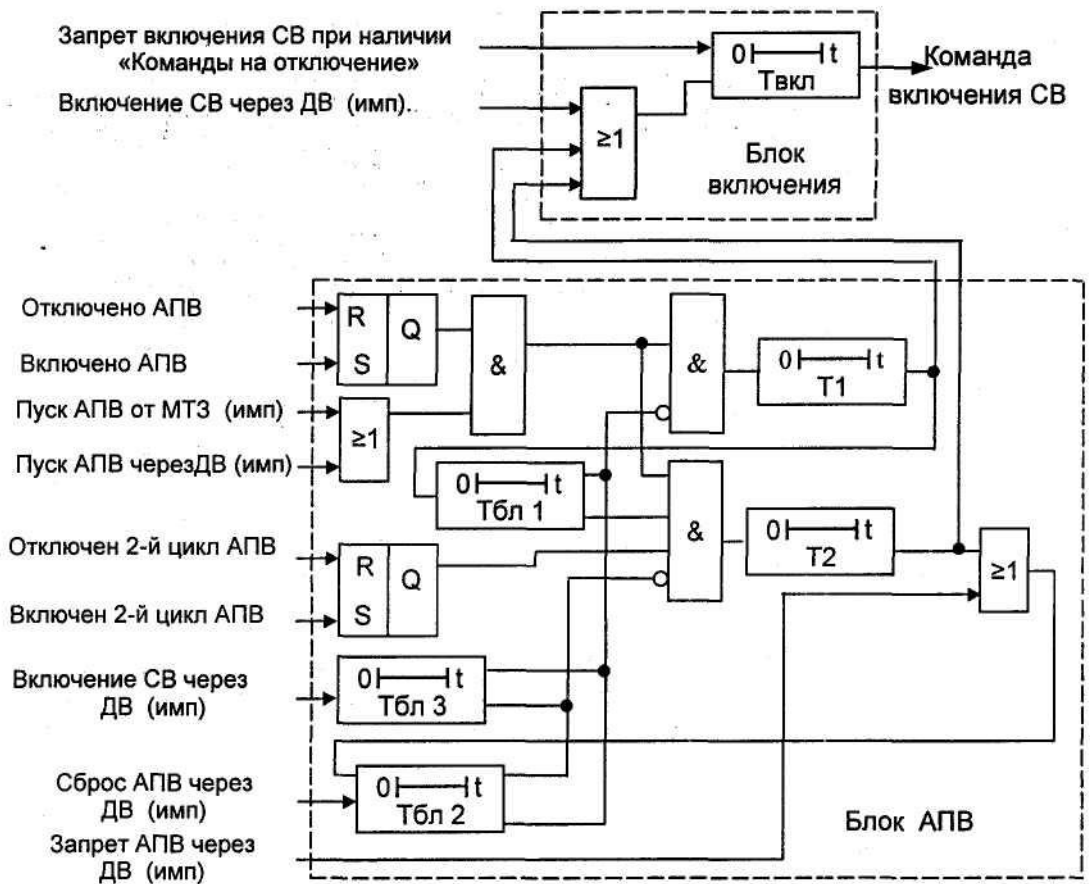 Запрет включения СВ при наличии
«Команды на отключение»
Включение СВ через ДВ (имп).
0 t
Твкл
Команда
включения СВ
≥1
Блок
включения
Отключено АПВ
Включено АПВ
R
S
Q
&
&
0 t
Т1
Пуск АПВ от МТЗ (имп)
Пуск АПВ черезДВ (имп)
≥1
0 t
Тбл 1
&
0 t
Т2
≥1
Отключен 2-й цикл АПВ
Включен 2-й цикл АПВ
R
S
Q
Включение СВ через
ДВ (имп)
0 t
Тбл 3
Сброс АПВ через
ДВ (имп)
0 t
Тбл 2
Запрет АПВ через
ДВ (имп)
Блок АПВ